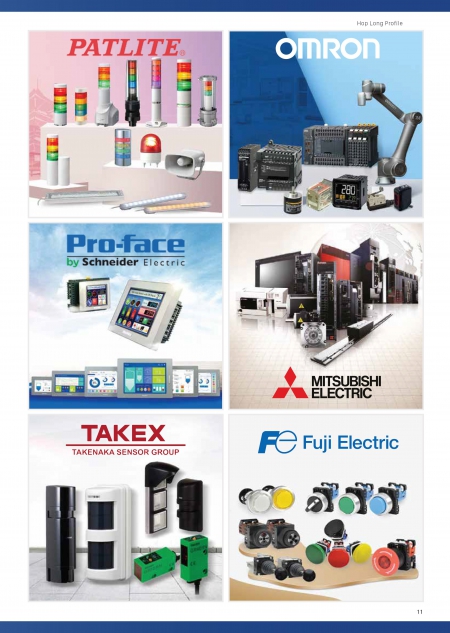 Hop Long Profile
PATLITE®
OMRON
280
Pro-face
by Schneider Electric
MITSUBISHI
ELECTRIC
TAKEX
TAKENAKA SENSOR GROUP
Fe Fuji Electric
11